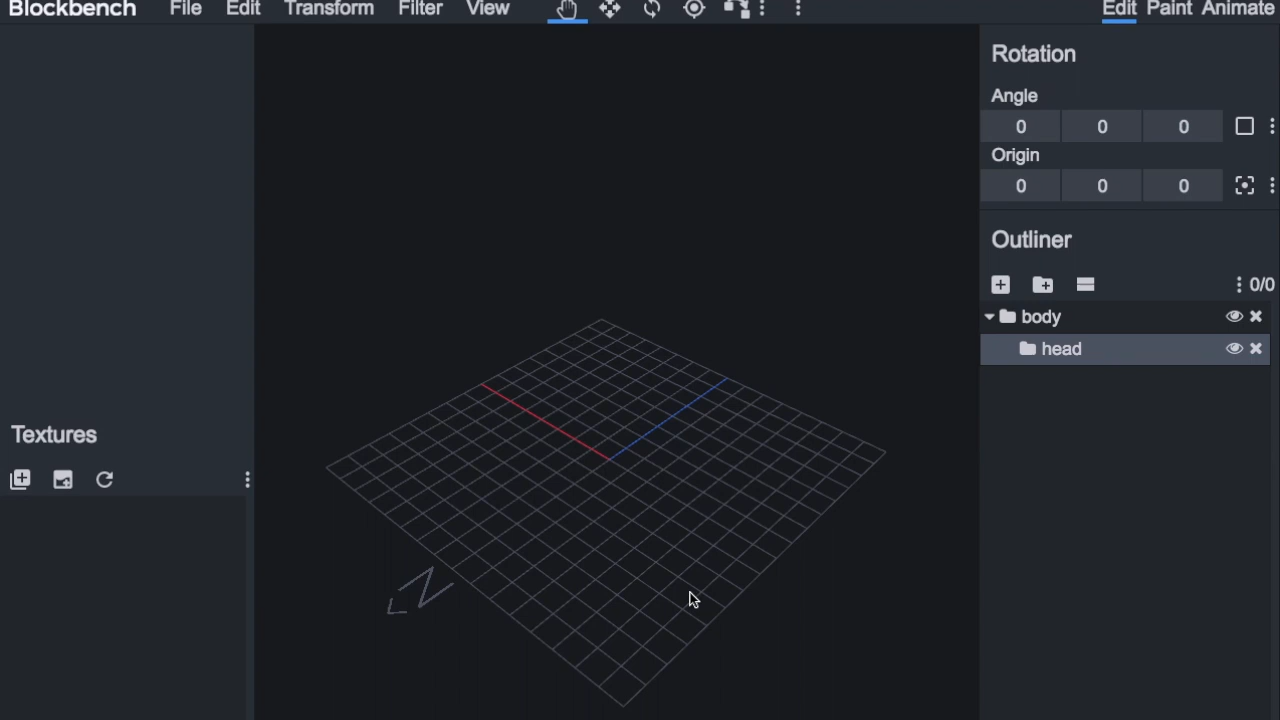 Blockbench File Edit Transform Filter View Edit Paint Animate
Rotation
Angle
0 0 0
Origin
0 0 0
Outliner
0/0
body
head
Textures
N